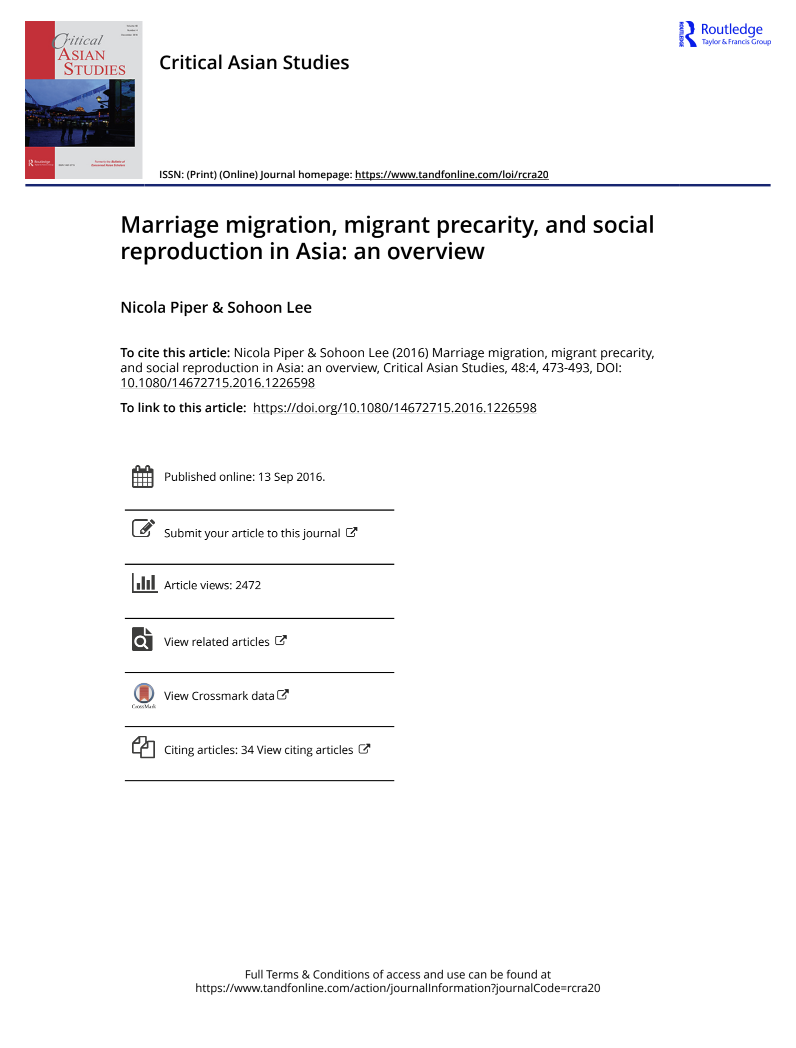 Critical
ASIAN
STUDIES
Routledge
Critical Asian Studies
ROUTLEDGE
Routledge
Taylor & Francis Group
ISSN: (Print) (Online) Journal homepage: https://www.tandfonline.com/loi/rcra20
Marriage migration, migrant precarity, and social
reproduction in Asia: an overview
Nicola Piper & Sohoon Lee
To cite this article: Nicola Piper & Sohoon Lee (2016) Marriage migration, migrant precarity,
and social reproduction in Asia: an overview, Critical Asian Studies, 48:4, 473-493, DOI:
10.1080/14672715.2016.1226598
To link to this article: https://doi.org/10.1080/14672715.2016.1226598
Published online: 13 Sep 2016.
Submit your article to this journal
Article views: 2472
View related articles
CrossMark
View Crossmark data
Citing articles: 34 View citing articles
Full Terms & Conditions of access and use can be found at
https://www.tandfonline.com/action/journalInformation?journalCode=rcra20